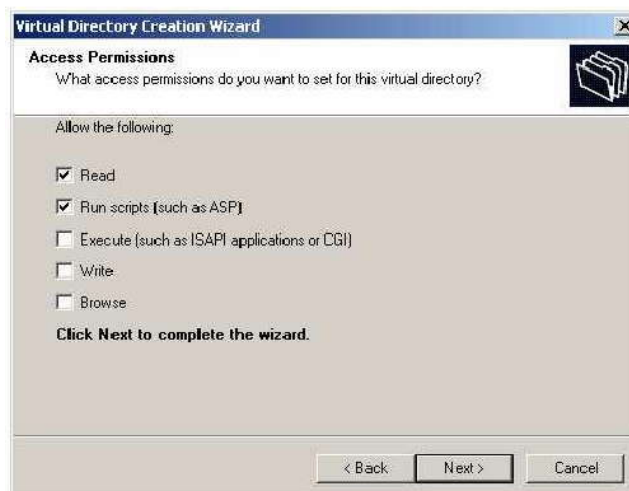 Virtual Directory Creation Wizard
Access Permissions
What access permissions do you want to set for this virtual directory?
Allow the following:
Read
Run scripts (such as ASP)
Execute (such as ISAPI applications or CGI)
Write
Browse
Click Next to complete the wizard.
< Back Next > Cancel